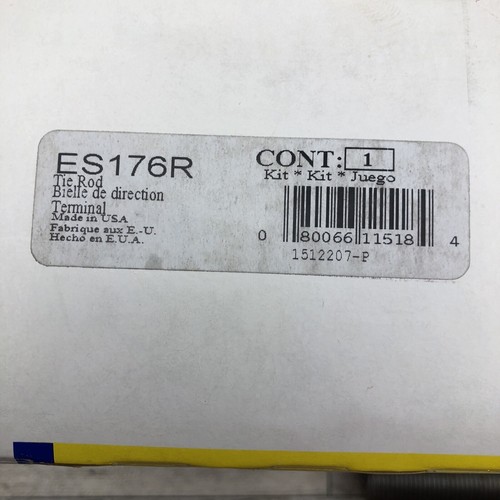 ES176R
Tie Rod
Bielle de direction
Terminal
Made in USA
Fabrique aux E.-U.
Hecho en E.U.A.
CONT: 1
Kit * Kit * Juego
0 80066 11518 4
1512207-P